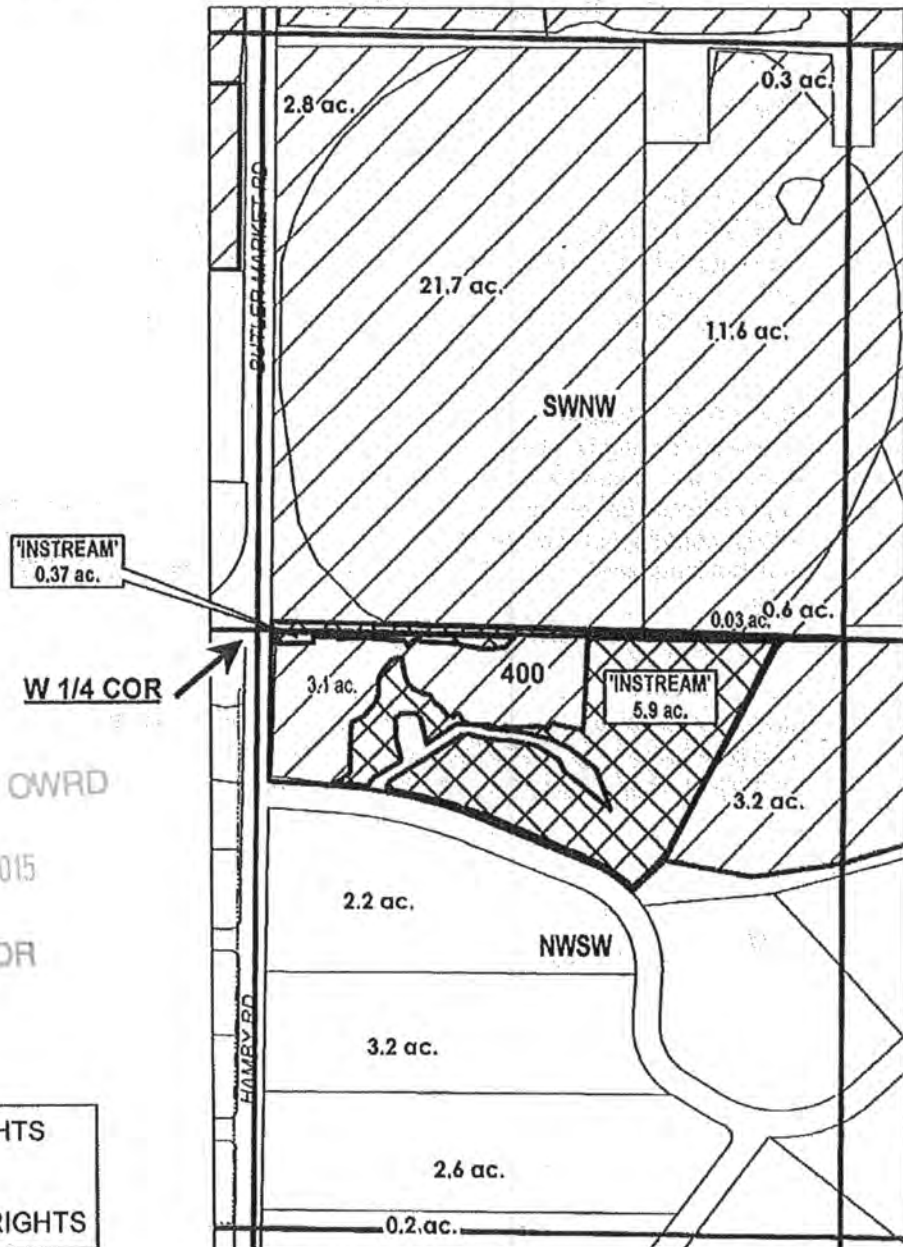 0.3 ac.
2.8 ac.
BUTLER MARKET RD
21.7 ac.
11.6 ac.
SWNW
'INSTREAM'
0.37 ac.
0.03 ac.
0.6 ac.
W 1/4 COR
3.1 ac.
400
'INSTREAM'
5.9 ac.
OWRD
3.2 ac.
015
2.2 ac.
OR
NWSW
HAMBY RD
3.2 ac.
HTS
2.6 ac.
RIGHTS
0.2 ac.